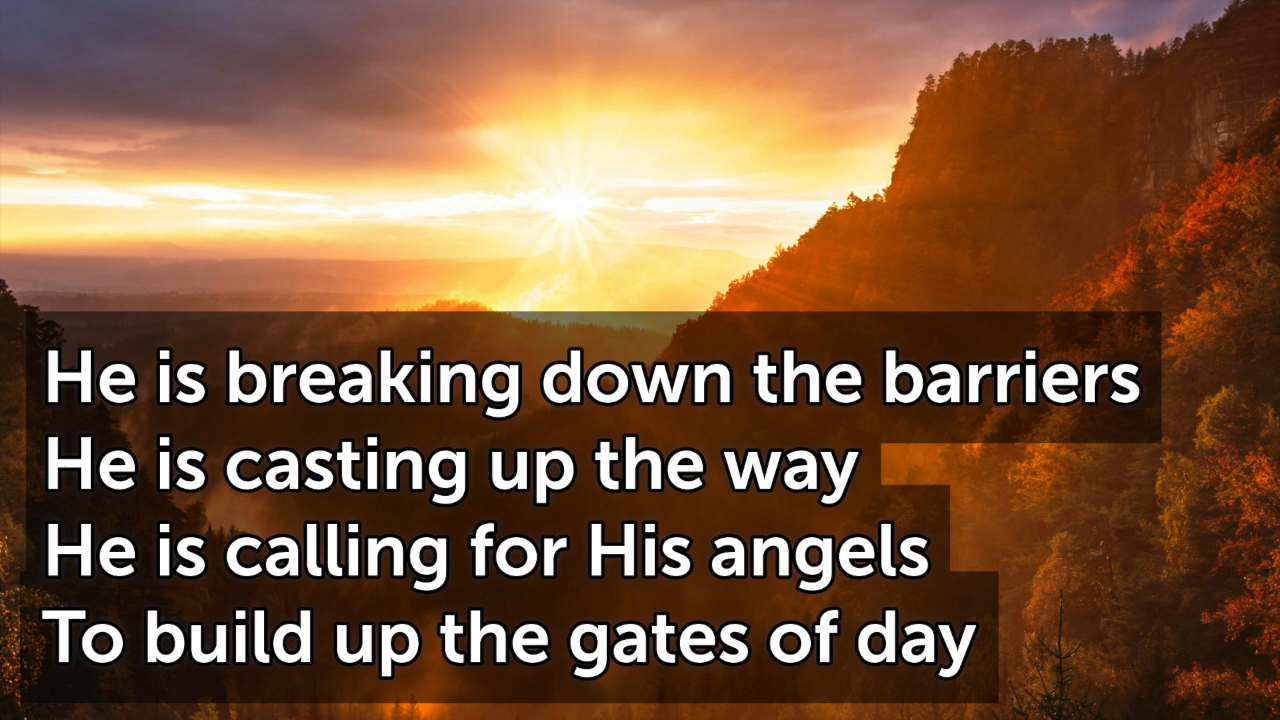 He is breaking down the barriers
He is casting up the way
He is calling for His angels
To build up the gates of day